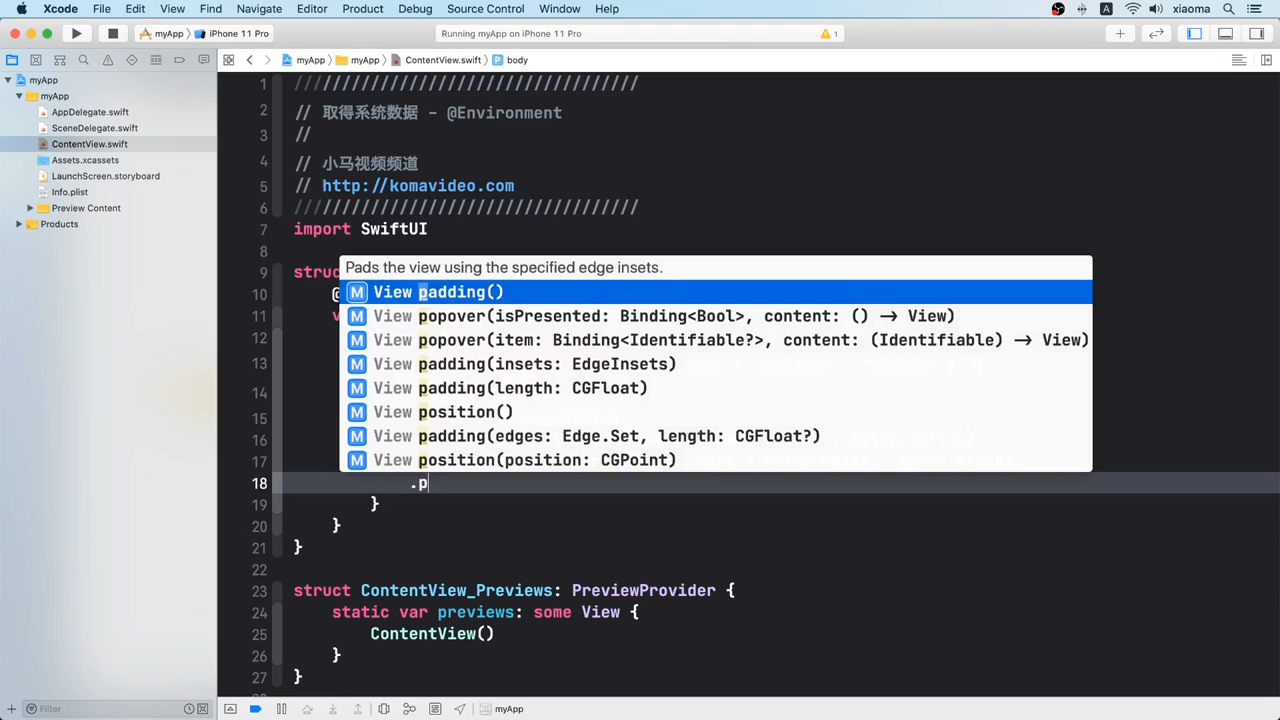 Xcode File Edit View Find Navigate Editor Product Debug Source Control Window Help A xiaoma
myApp iPhone 11 Pro Running myApp on iPhone 11 Pro 1
myApp myApp ContentView.swift body
myApp
myApp
AppDelegate.swift
SceneDelegate.swift
ContentView.swift
Assets.xcassets
LaunchScreen.storyboard
Info.plist
Preview Content
Products
1 ///////////////////////////////////
2 // 取得系统数据 - @Environment
3 //
4 // 小马视频频道
5 // http://komavideo.com
6 ///////////////////////////////////
7 import SwiftUI
8
9 struc
Pads the view using the specified edge insets.
10 @
M View padding()
11 v
M View popover(isPresented: Binding<Bool>, content: () -> View)
12
M View popover(item: Binding<Identifiable?>, content: (Identifiable) -> View)
13
M View padding(insets: EdgeInsets)
14
M View padding(length: CGFloat)
15
M View position()
16
M View padding(edges: Edge.Set, length: CGFloat?)
17
M View position(position: CGPoint)
18 .p
19 }
20 }
21 }
22
23 struct ContentView_Previews: PreviewProvider {
24 static var previews: some View {
25 ContentView()
26 }
27 }
Filter myApp